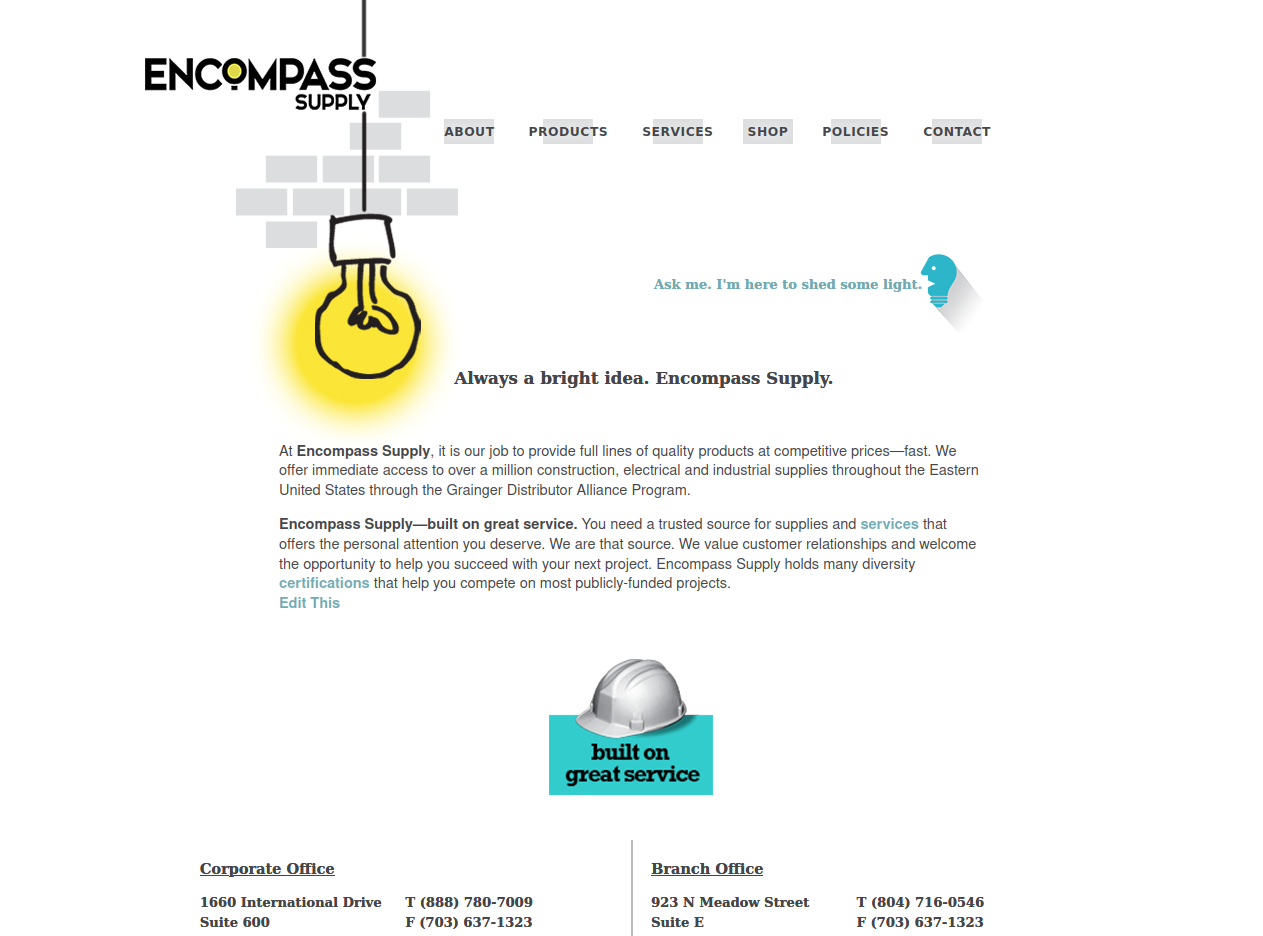 ENCOMPASS
SUPPLY
ABOUT PRODUCTS SERVICES SHOP POLICIES CONTACT
Ask me. I'm here to shed some light.
Always a bright idea. Encompass Supply.
At Encompass Supply, it is our job to provide full lines of quality products at competitive prices—fast. We
offer immediate access to over a million construction, electrical and industrial supplies throughout the Eastern
United States through the Grainger Distributor Alliance Program.
Encompass Supply—built on great service. You need a trusted source for supplies and services that
offers the personal attention you deserve. We are that source. We value customer relationships and welcome
the opportunity to help you succeed with your next project. Encompass Supply holds many diversity
certifications that help you compete on most publicly-funded projects.
Edit This
built on
great service
Corporate Office
1660 International Drive T (888) 780-7009
Suite 600 F (703) 637-1323
Branch Office
923 N Meadow Street T (804) 716-0546
Suite E F (703) 637-1323